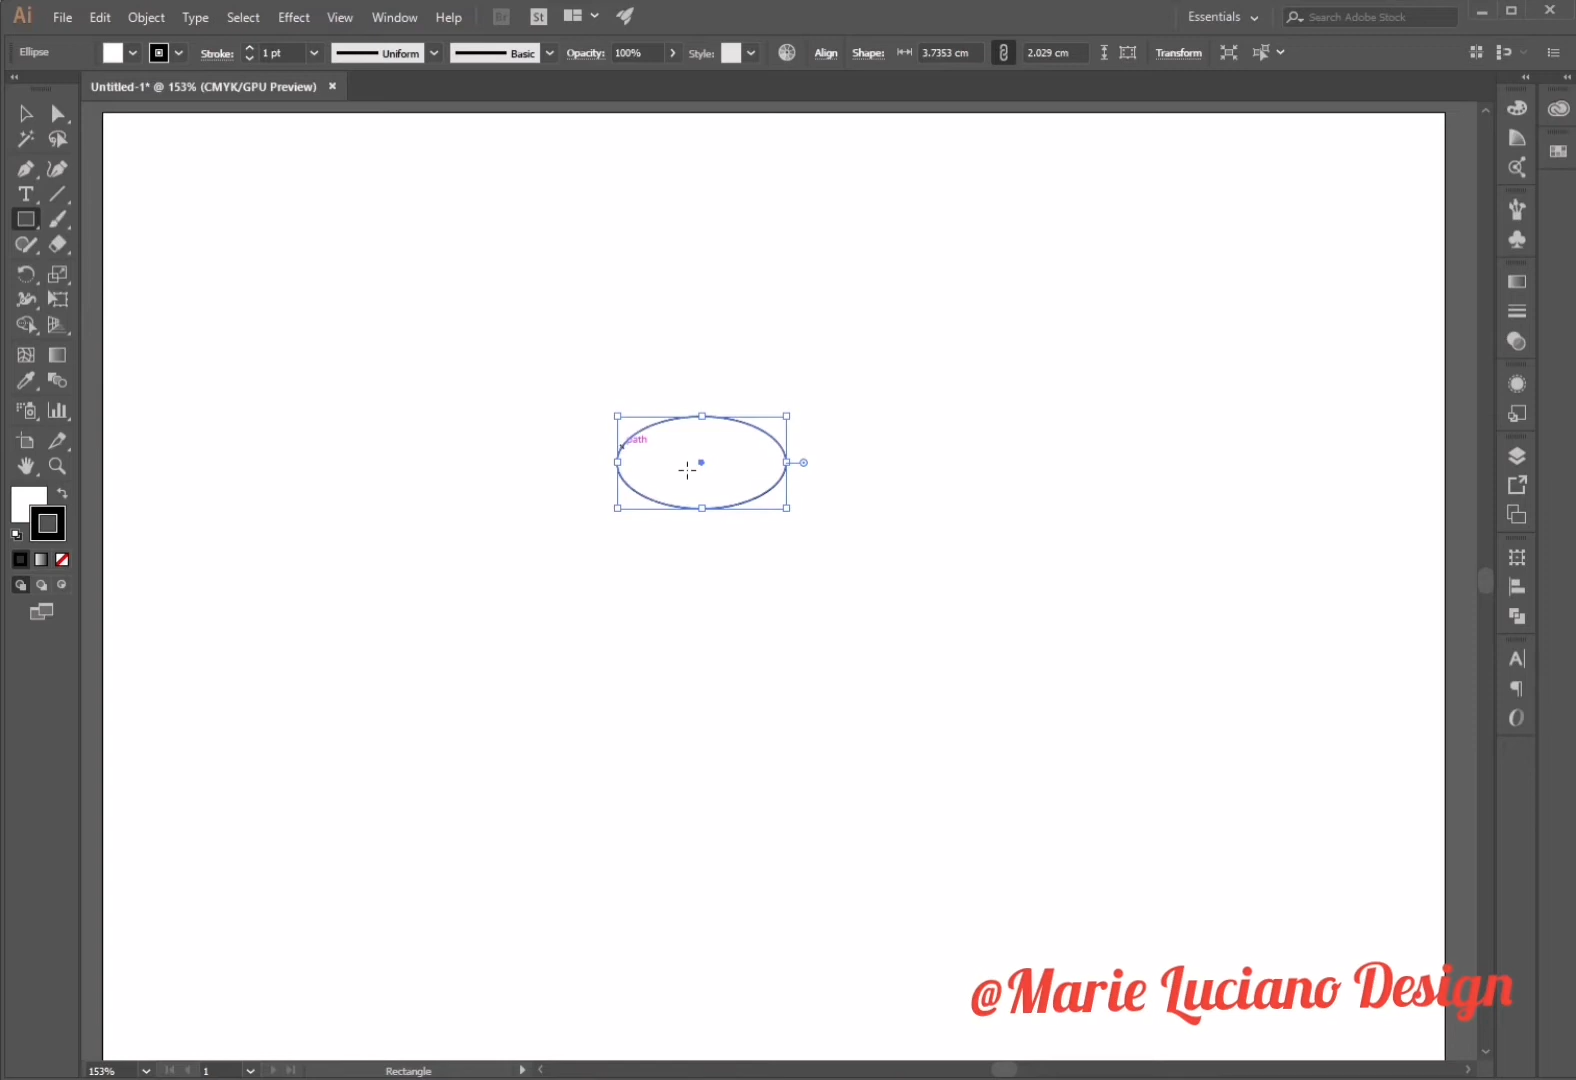 Ai File Edit Object Type Select Effect View Window Help Br St Essentials Search Adobe Stock
Ellipse Stroke: 1 pt Uniform Basic Opacity: 100% Style: Align Shape: 3.7353 cm 2.029 cm Transform
Untitled-1* @ 153% (CMYK/GPU Preview)
path
@Marie Luciano Design
153% 1 Rectangle